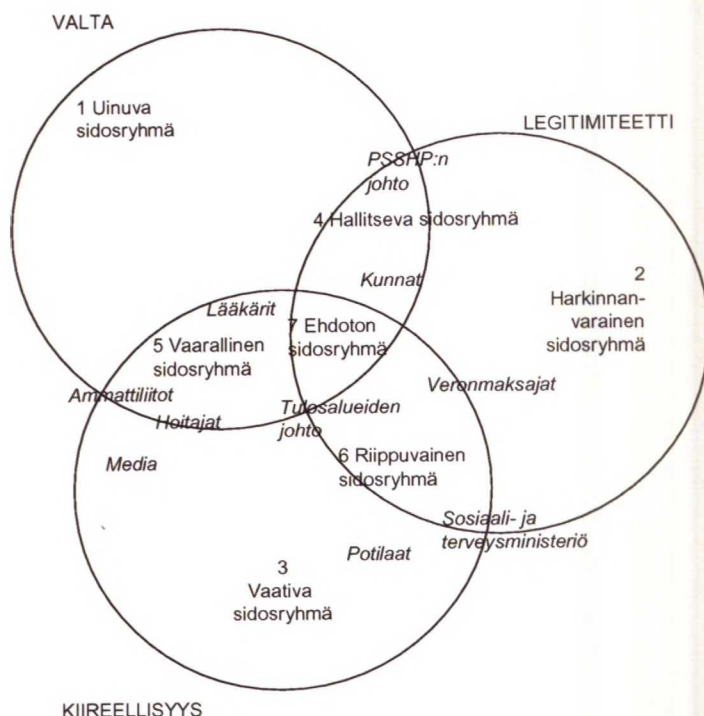 VALTA
1 Uinuva
sidosryhmä
LEGITIMITEETTI
PSSHP:n
johto
4 Hallitseva sidosryhmä
Kunnat
2
Harkinnan-
varainen
sidosryhmä
Lääkärit
7 Ehdoton
sidosryhmä
5 Vaarallinen
sidosryhmä
Ammattiliitot
Hoitajat
Tulosalueiden
johto
Veronmaksajat
Media
6 Riippuvainen
sidosryhmä
Sosiaali- ja
terveysministeriö
Potilaat
3
Vaativa
sidosryhmä
KIIREELLISYYS